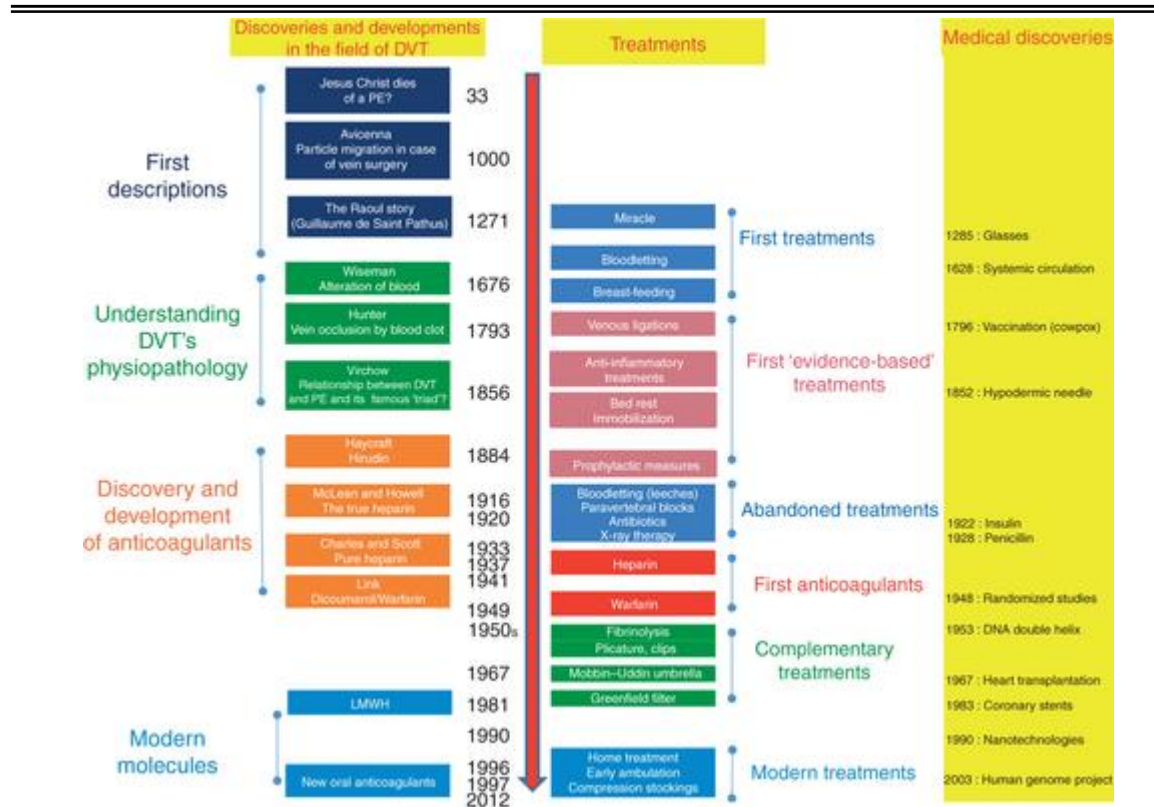 Discoveries and developments
in the field of DVT
Treatments
Medical discoveries
First
descriptions
Jesus Christ dies
of a PE?
33
Avicenna
Particle migration in case
of vein surgery
1000
The Raoul story
(Guillaume de Saint Pathus)
1271
Understanding
DVT's
physiopathology
Wiseman
Alteration of blood
1676
Hunter
Vein occlusion by blood clot
1793
Virchow
Relationship between DVT
and PE and its famous 'triad'?
1856
Discovery and
development
of anticoagulants
Haycraft
Hirudin
1884
McLean and Howell
The true heparin
1916
1920
Charles and Scott
Pure heparin
1933
1937
Link
Dicoumerol/Warfarin
1941
1949
1950s
1967
Modern
molecules
LMWH
1981
1990
New oral anticoagulants
1996
1997
2012
Miracle
Bloodletting
Breast-feeding
First treatments
Venous ligations
Anti-inflammatory
treatments
Bed rest
Immobilization
Prophylactic measures
First 'evidence-based'
treatments
Bloodletting (leeches)
Paravertebral blocks
Antibiotics
X-ray therapy
Abandoned treatments
Heparin
Warfarin
First anticoagulants
Fibrinolysis
Plicature, clips
Mobbin–Uddin umbrella
Greenfield filter
Complementary
treatments
Home treatment
Early ambulation
Compression stockings
Modern treatments
1285 : Glasses
1628 : Systemic circulation
1796 : Vaccination (cowpox)
1852 : Hypodermic needle
1922 : Insulin
1928 : Penicillin
1948 : Randomized studies
1953 : DNA double helix
1967 : Heart transplantation
1983 : Coronary stents
1990 : Nanotechnologies
2003 : Human genome project